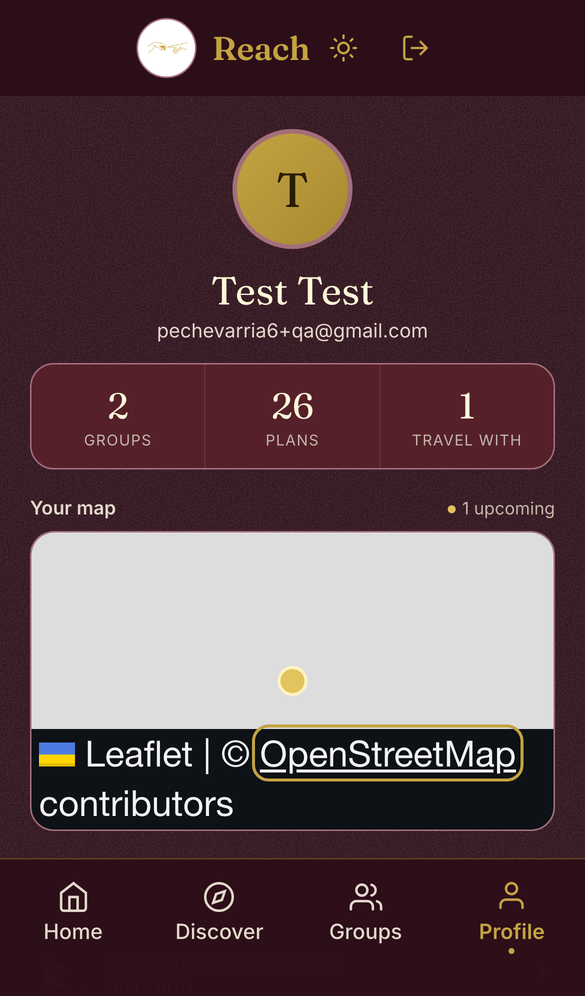 Reach
T
Test Test
pechevarria6+qa@gmail.com
2 26 1
GROUPS PLANS TRAVEL WITH
Your map 1 upcoming
Leaflet | © OpenStreetMap
contributors
Home Discover Groups Profile